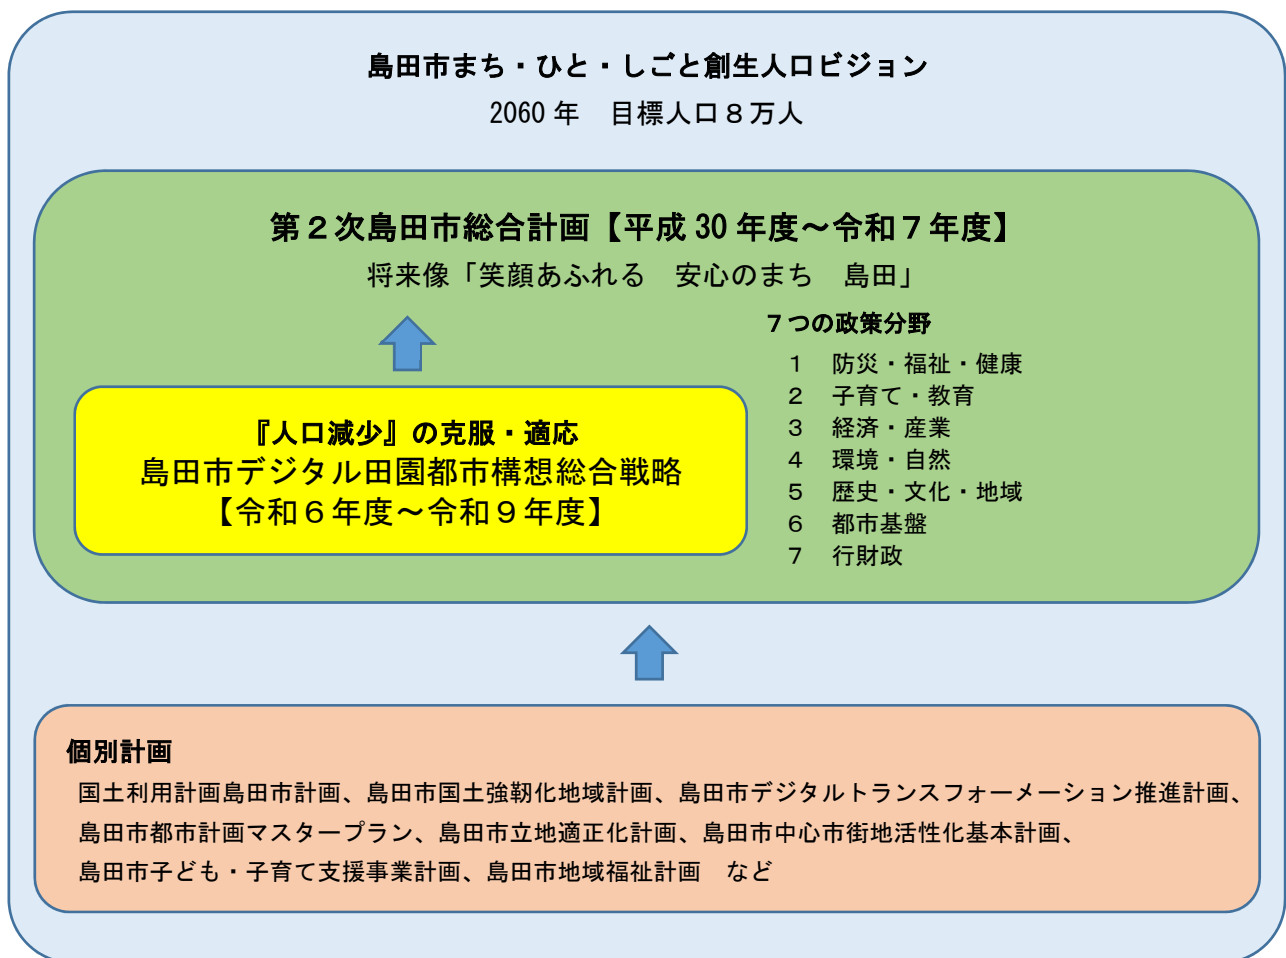 島田市まち・ひと・しごと創生人口ビジョン
2060年　目標人口８万人
第２次島田市総合計画【平成30年度～令和７年度】
将来像「笑顔あふれる　安心のまち　島田」
７つの政策分野
１　防災・福祉・健康
２　子育て・教育
３　経済・産業
４　環境・自然
５　歴史・文化・地域
６　都市基盤
７　行財政
『人口減少』の克服・適応
島田市デジタル田園都市構想総合戦略
【令和６年度～令和９年度】
個別計画
国土利用計画島田市計画、島田市国土強靱化地域計画、島田市デジタルトランスフォーメーション推進計画、
島田市都市計画マスタープラン、島田市立地適正化計画、島田市中心市街地活性化基本計画、
島田市子ども・子育て支援事業計画、島田市地域福祉計画　など